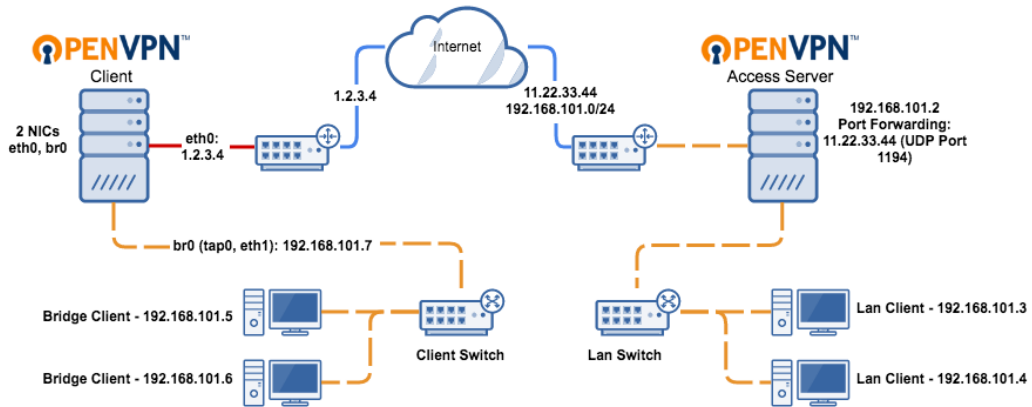 OPENVPN™
Client
2 NICs
eth0, br0
eth0:
1.2.3.4
1.2.3.4
Internet
11.22.33.44
192.168.101.0/24
OPENVPN™
Access Server
192.168.101.2
Port Forwarding:
11.22.33.44 (UDP Port
1194)
br0 (tap0, eth1): 192.168.101.7
Bridge Client - 192.168.101.5
Bridge Client - 192.168.101.6
Client Switch
Lan Switch
Lan Client - 192.168.101.3
Lan Client - 192.168.101.4